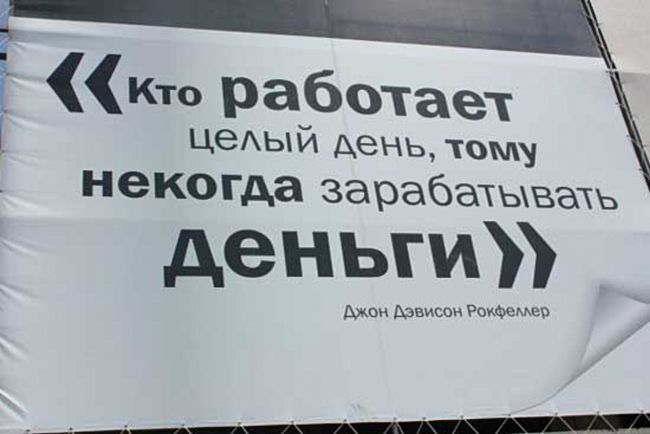 «Кто работает
целый день, тому
некогда зарабатывать
деньги»
Джон Дэвисон Рокфеллер